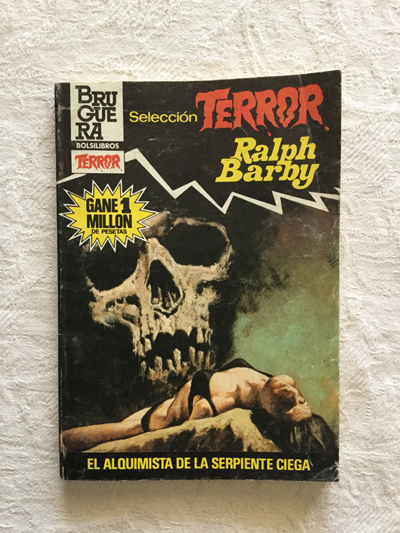 BRU
GUE
RA
BOLSILIBROS
TERROR
Selección TERROR
Ralph
Barby
GANE 1
MILLON
DE PESETAS
EL ALQUIMISTA DE LA SERPIENTE CIEGA